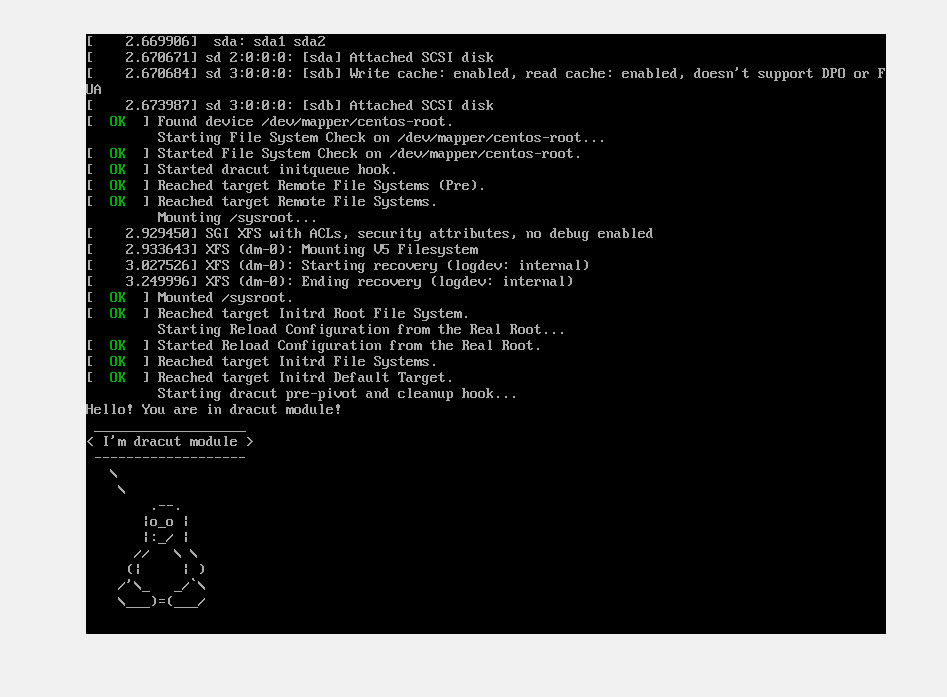 [    2.669906]  sda: sda1 sda2
[    2.670671] sd 2:0:0:0: [sda] Attached SCSI disk
[    2.670684] sd 3:0:0:0: [sdb] Write cache: enabled, read cache: enabled, doesn't support DPO or F
UA
[    2.673987] sd 3:0:0:0: [sdb] Attached SCSI disk
[  OK  ] Found device /dev/mapper/centos-root.
         Starting File System Check on /dev/mapper/centos-root...
[  OK  ] Started File System Check on /dev/mapper/centos-root.
[  OK  ] Started dracut initqueue hook.
[  OK  ] Reached target Remote File Systems (Pre).
[  OK  ] Reached target Remote File Systems.
         Mounting /sysroot...
[    2.929450] SGI XFS with ACLs, security attributes, no debug enabled
[    2.933643] XFS (dm-0): Mounting V5 Filesystem
[    3.027526] XFS (dm-0): Starting recovery (logdev: internal)
[    3.249996] XFS (dm-0): Ending recovery (logdev: internal)
[  OK  ] Mounted /sysroot.
[  OK  ] Reached target Initrd Root File System.
         Starting Reload Configuration from the Real Root...
[  OK  ] Started Reload Configuration from the Real Root.
[  OK  ] Reached target Initrd File Systems.
[  OK  ] Reached target Initrd Default Target.
         Starting dracut pre-pivot and cleanup hook...
Hello! You are in dracut module!
 ___________________
< I'm dracut module >
 -------------------
   \
    \
        .--.
       |o_o |
       |:_/ |
      //   \ \
     (|     | )
    /'\_   _/`\
    \___)=(___/